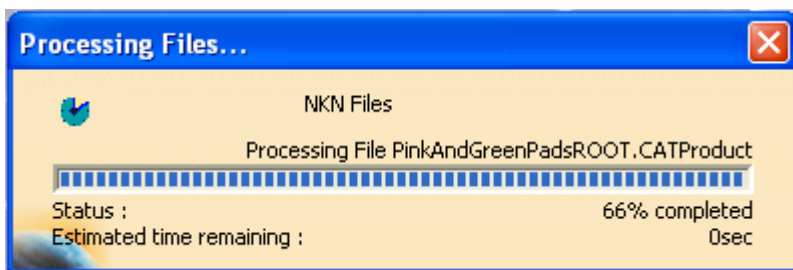 Processing Files...
NKN Files
Processing File PinkAndGreenPadsROOT.CATProduct
Status : 66% completed
Estimated time remaining : 0sec